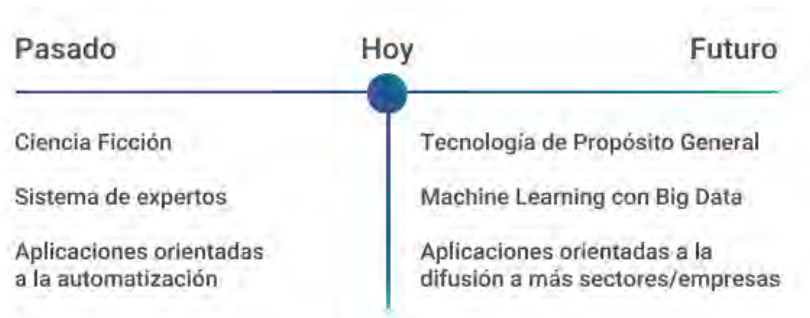 Pasado
Hoy
Futuro
Ciencia Ficción
Sistema de expertos
Aplicaciones orientadas
a la automatización
Tecnología de Propósito General
Machine Learning con Big Data
Aplicaciones orientadas a la
difusión a más sectores/empresas